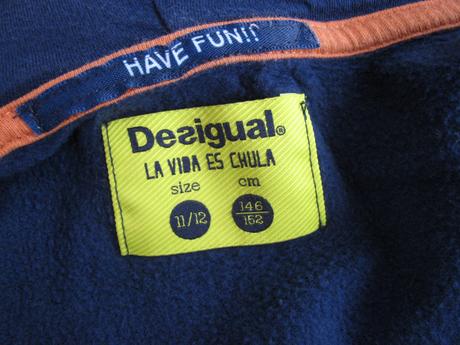 HAVE FUN!!
Desigual®
LA VIDA ES CHULA
size cm
11/12 146
152